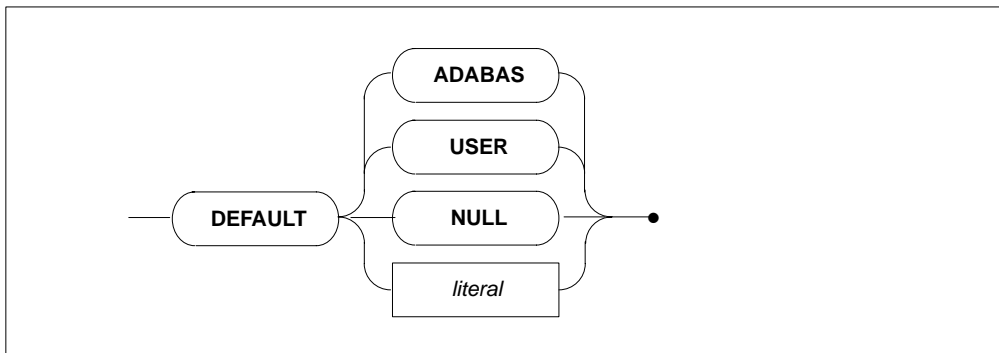 ADABAS
USER
DEFAULT
NULL
literal